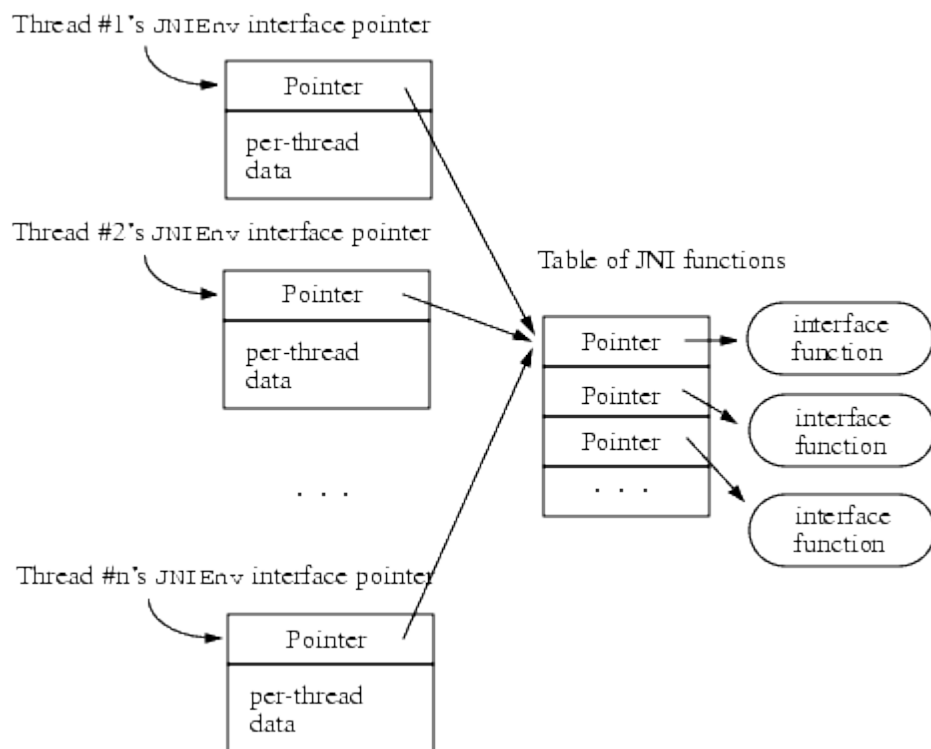 Thread #1's JNIEnv interface pointer
Pointer
per-thread
data
Thread #2's JNIEnv interface pointer
Pointer
per-thread
data
. . .
Thread #n's JNIEnv interface pointer
Pointer
per-thread
data
Table of JNI functions
Pointer
Pointer
Pointer
. . .
interface
function
interface
function
interface
function